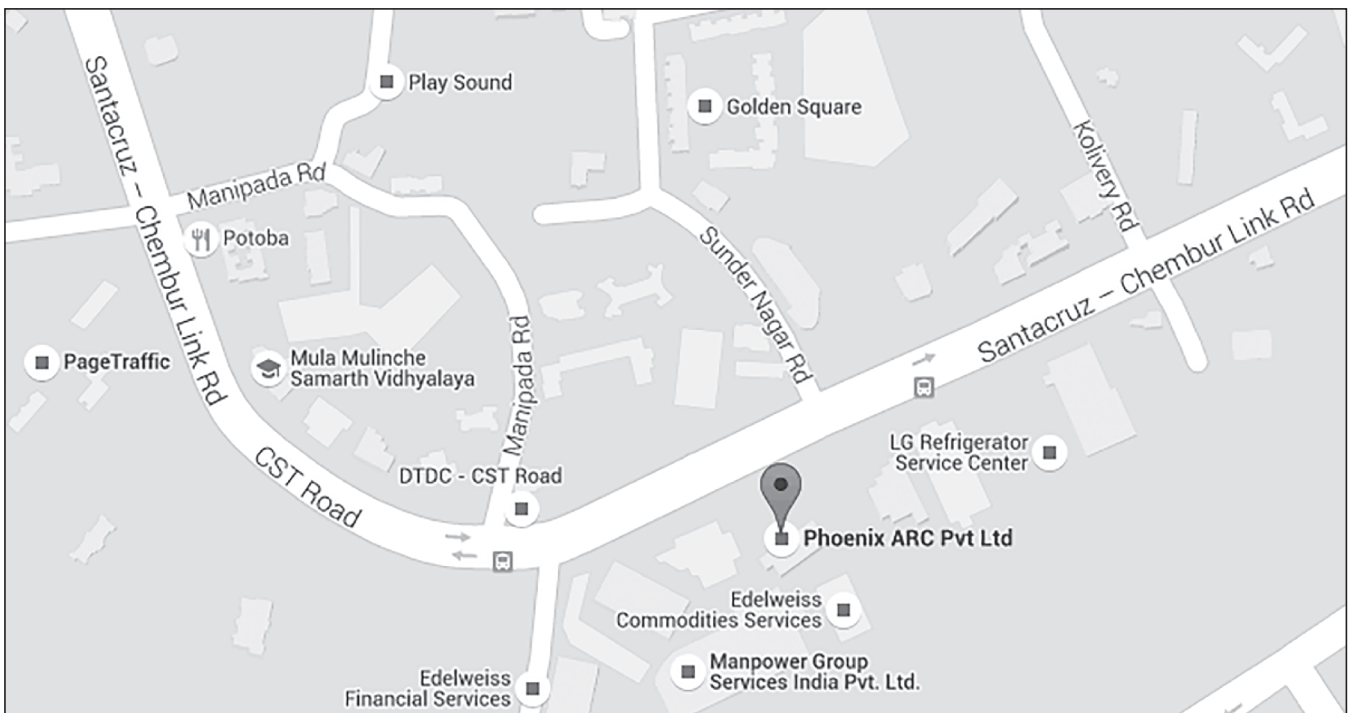 Play Sound
Golden Square
Santacruz – Chembur Link Rd
Kolivery Rd
Manipada Rd
Potoba
Sunder Nagar Rd
Santacruz – Chembur Link Rd
PageTraffic
Mula Mulinche
Samarth Vidhyalaya
Manipada Rd
CST Road
DTDC - CST Road
LG Refrigerator
Service Center
Phoenix ARC Pvt Ltd
Edelweiss
Commodities Services
Manpower Group
Services India Pvt. Ltd.
Edelweiss
Financial Services